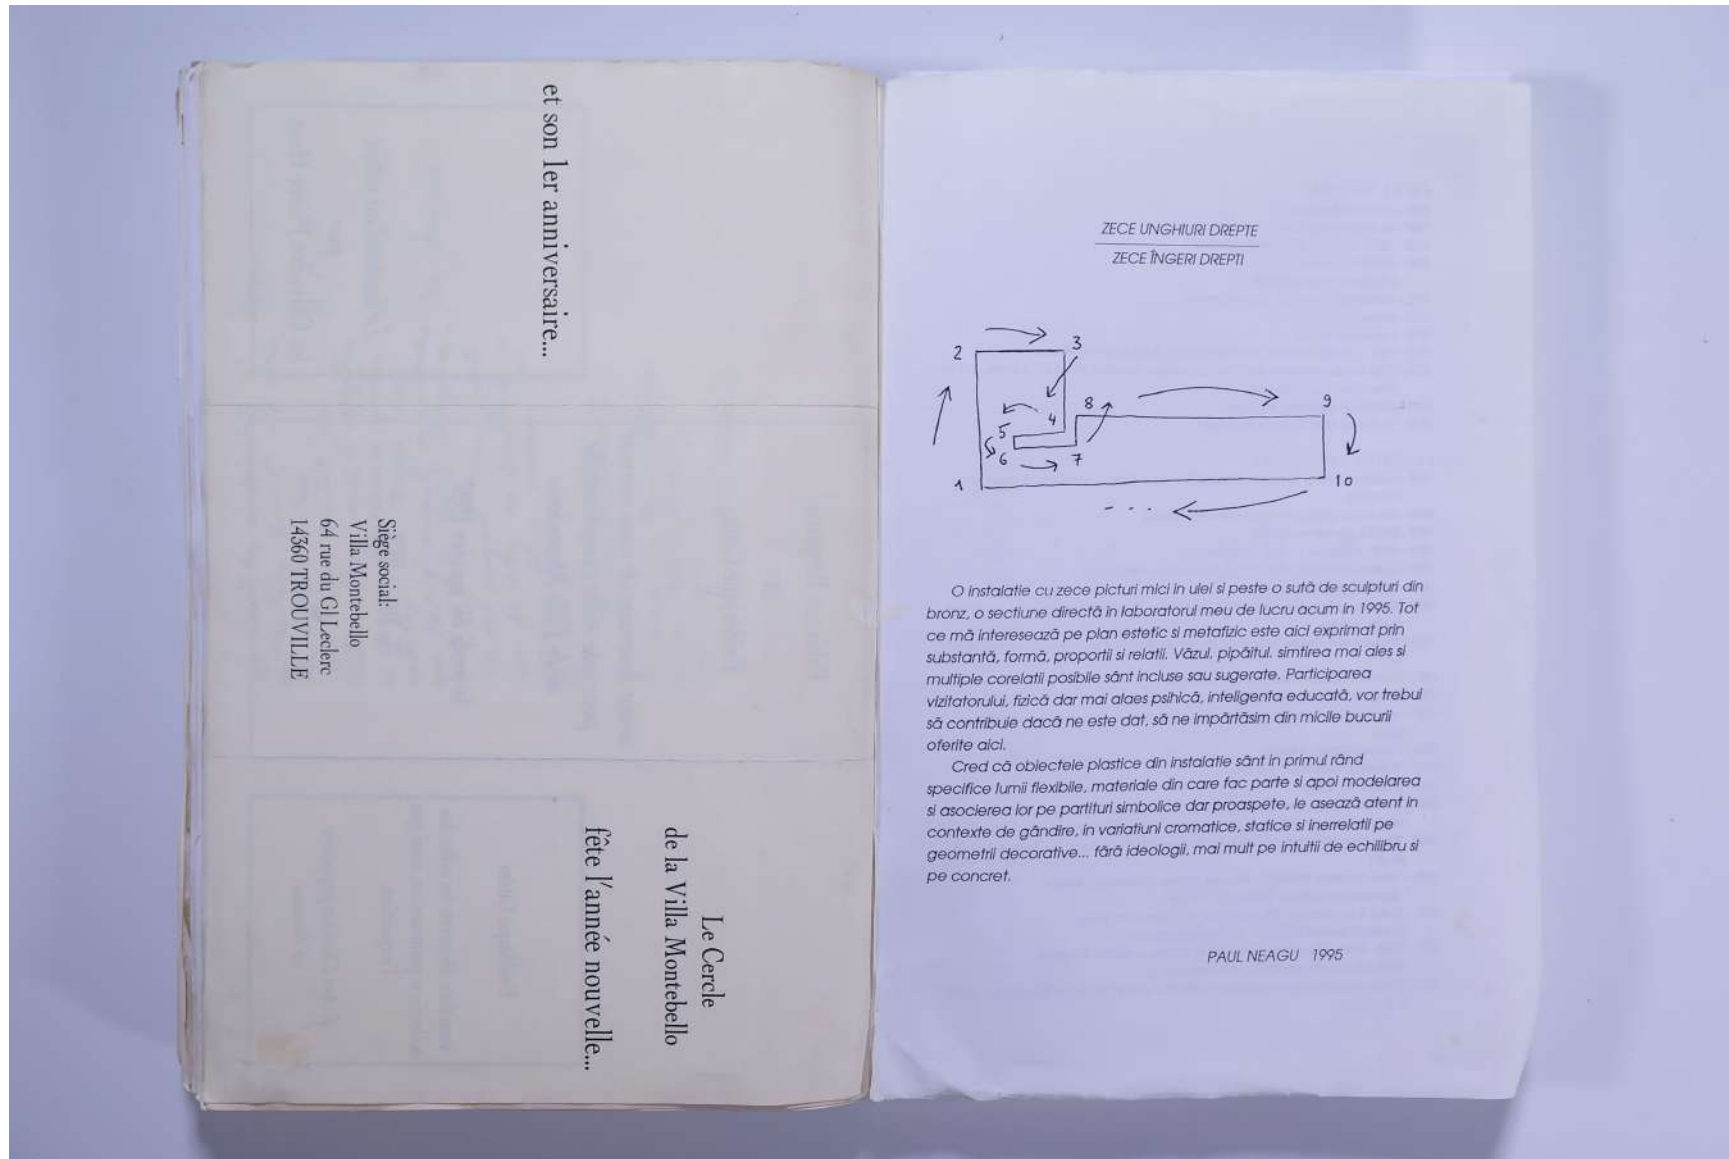 et son 1er anniversaire...
Siège social:
Villa Montebello
64 rue du Gl Leclerc
14360 TROUVILLE
Le Cercle
de la Villa Montebello
fête l'année nouvelle...
ZECE UNGHIURI DREPTE
ZECE ÎNGERI DREPTI
2
3
8
9
4
5
6
7
1
10
O instalatie cu zece picturi mici in ulei si peste o sută de sculpturi din
bronz, o sectiune directă în laboratorul meu de lucru acum in 1995. Tot
ce mă interesează pe plan estetic si metafizic este aici exprimat prin
substantă, formă, proportii si relatii. Văzul, pipăitul, simtirea mai ales si
multiple corelatii posibile sânt incluse sau sugerate. Participarea
vizitatorului, fizică dar mai alaes psihică, inteligenta educată, vor trebui
să contribuie dacă ne este dat, să ne impărtăsim din micile bucurii
oferite aici.
Cred că obiectele plastice din instalatie sânt in primul rând
specifice lumii flexibile, materiale din care fac parte si apoi modelarea
si asocierea lor pe partituri simbolice dar proaspete, le asează atent in
contexte de gândire, in variatiuni cromatice, statice si inerrelatii pe
geometrii decorative... fără ideologii, mai mult pe intuitii de echilibru si
pe concret.
PAUL NEAGU 1995